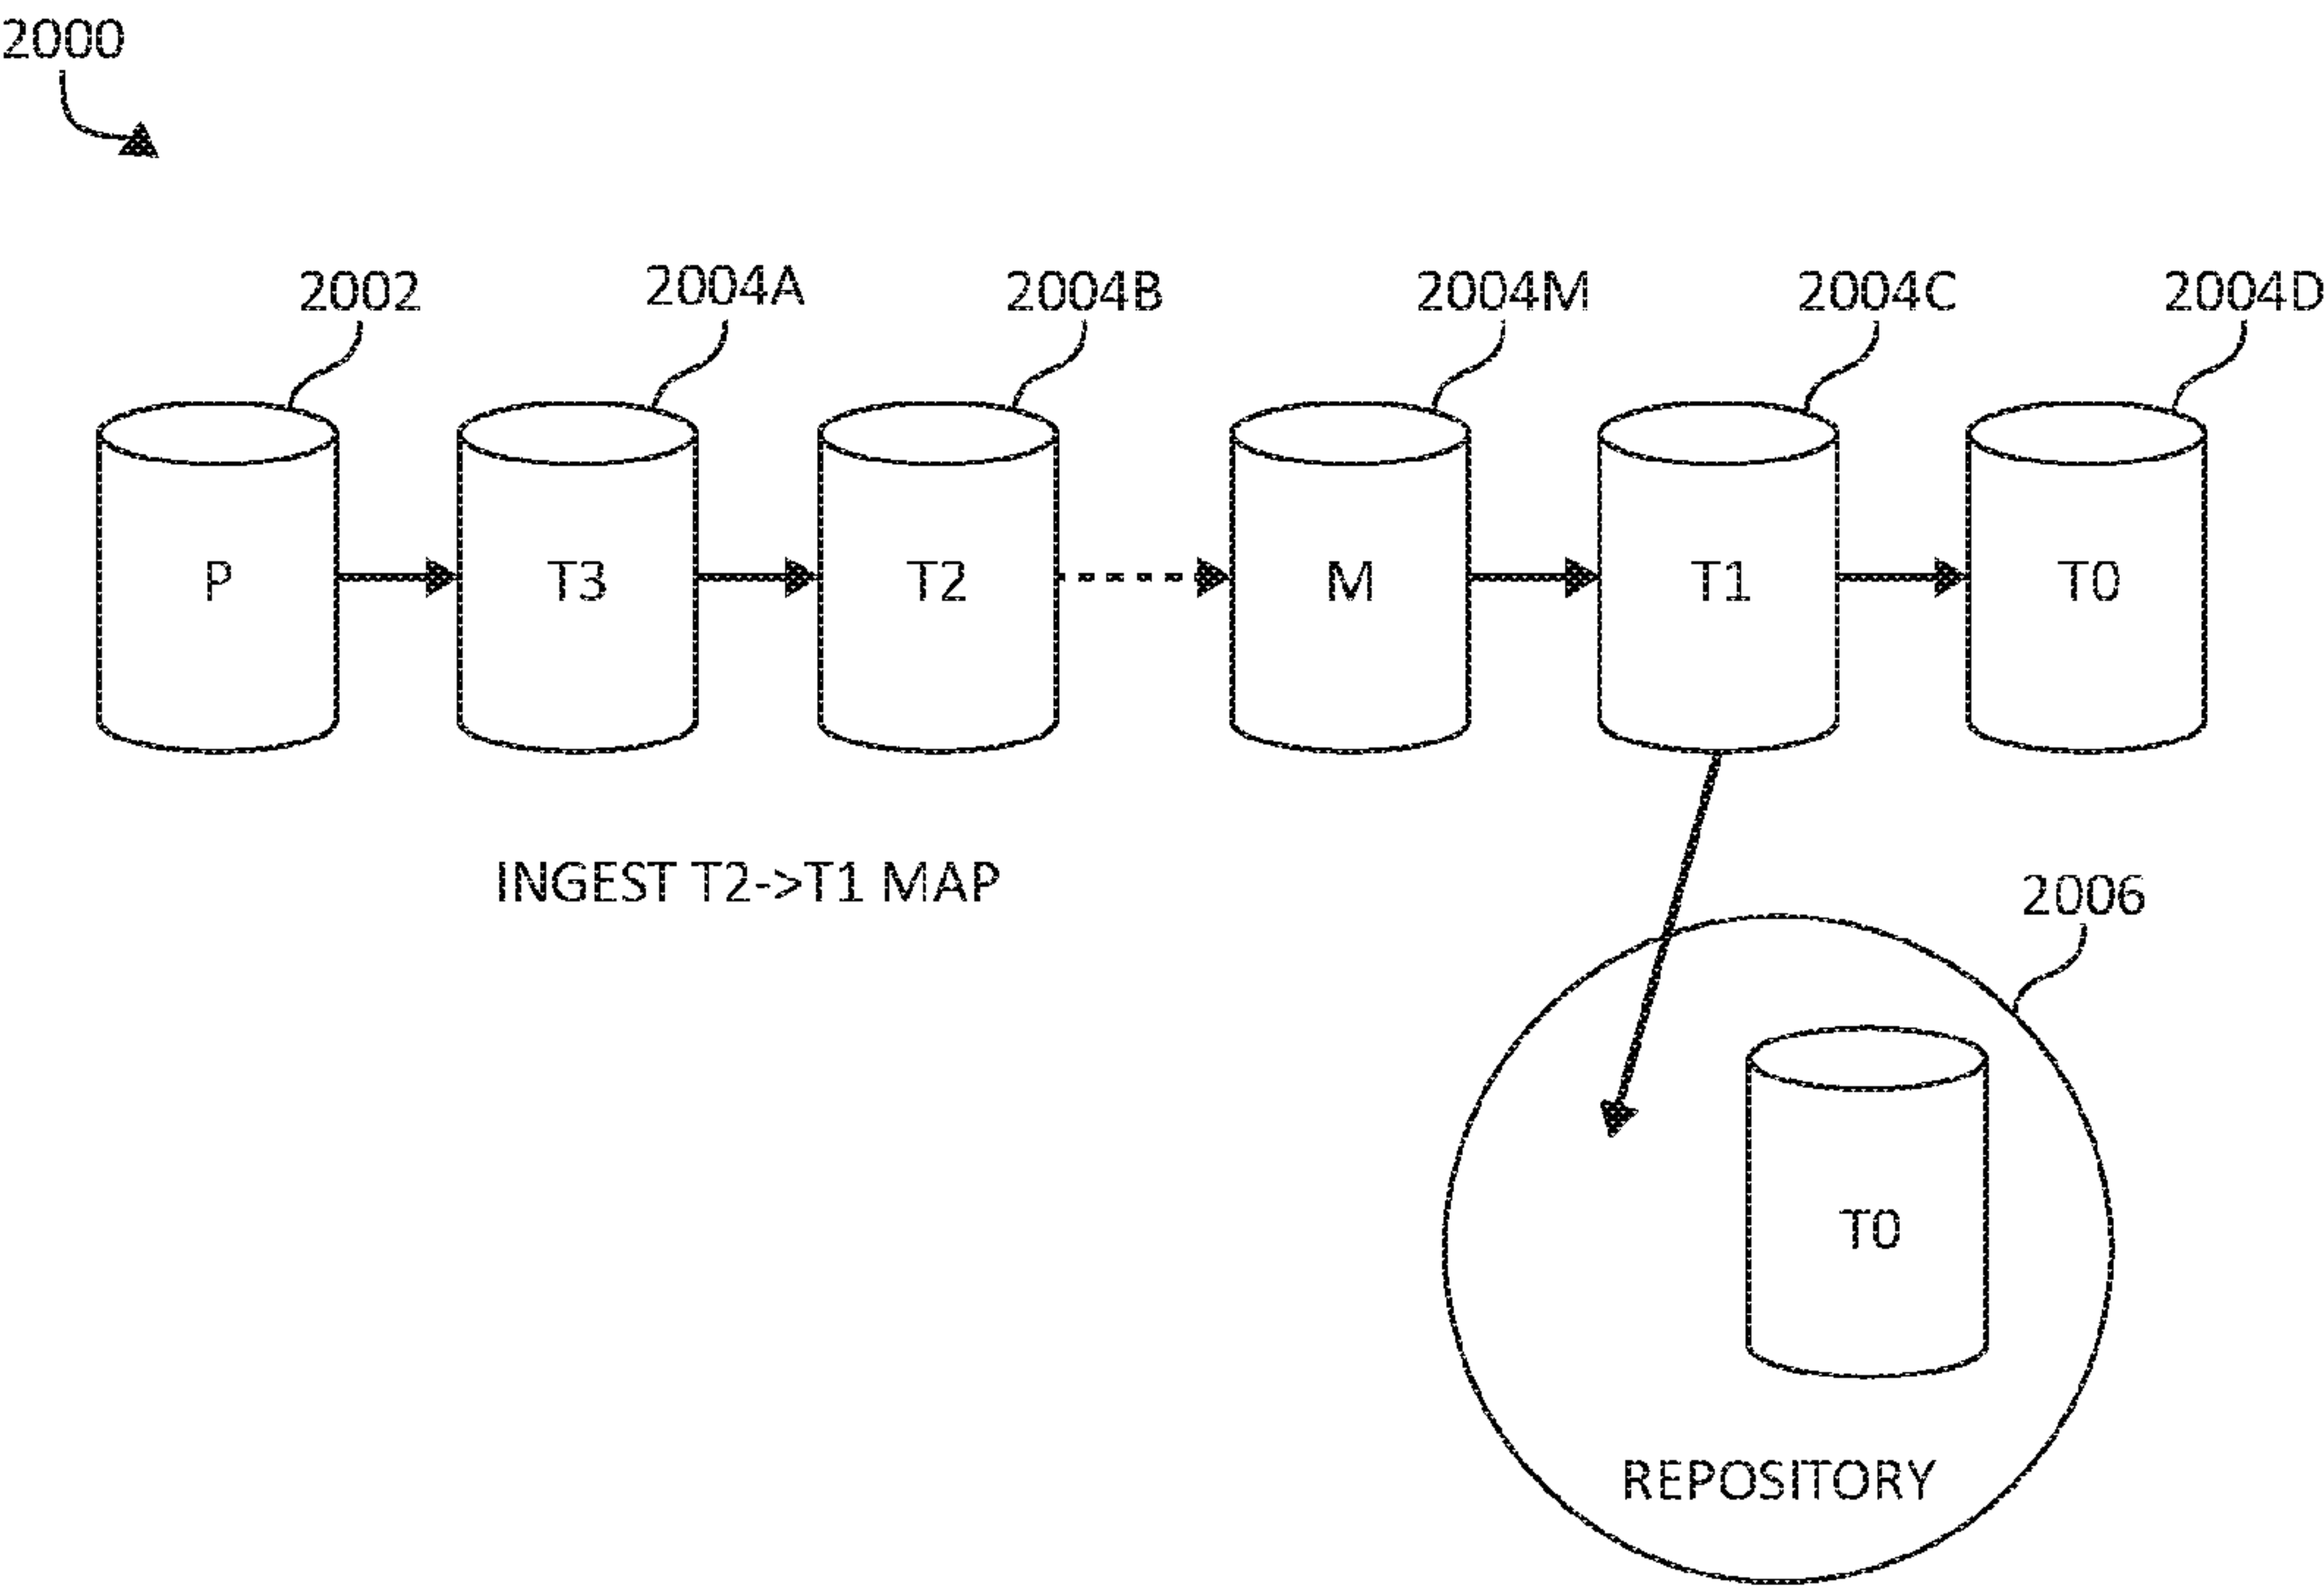 2000
2002
2004A
2004B
2004M
2004C
2004D
P
T3
T2
M
T1
T0
INGEST T2->T1 MAP
2006
T0
REPOSITORY